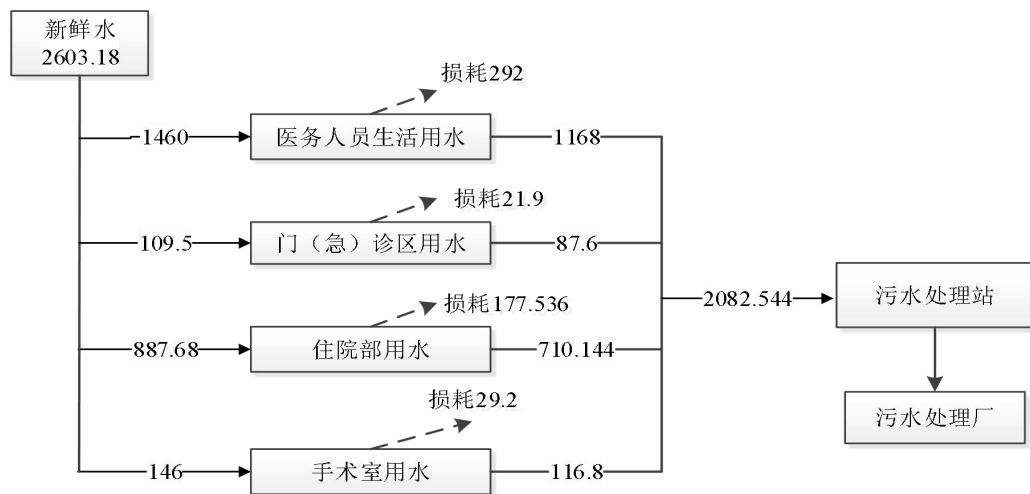 新鲜水
2603.18
损耗292
1460
医务人员生活用水
1168
损耗21.9
109.5
门（急）诊区用水
87.6
2082.544
污水处理站
损耗177.536
887.68
住院部用水
710.144
损耗29.2
污水处理厂
146
手术室用水
116.8